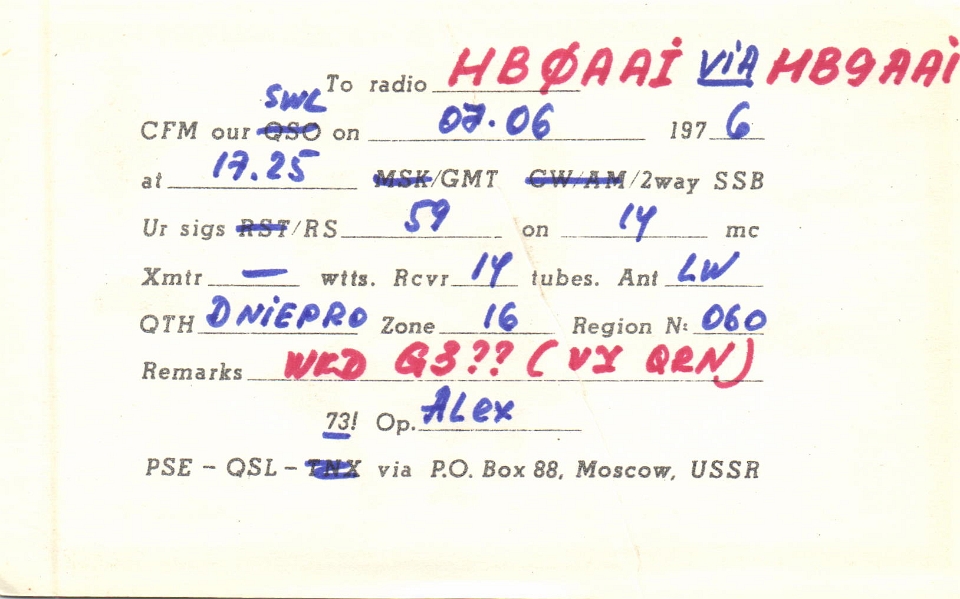 To radio HBØAAi ViA HB9AAi
SWL
CFM our QSO on 07.06 1976
at 17.25 MSK/GMT CW/AM/2way SSB
Ur sigs RST/RS 59 on 14 mc
Xmtr — wtts. Rcvr 14 tubes. Ant LW
QTH DNiEPRO Zone 16 Region N: 060
Remarks WKD G3?? (VY QRN)
73! Op. ALex
PSE – QSL – TNX via P.O. Box 88, Moscow, USSR